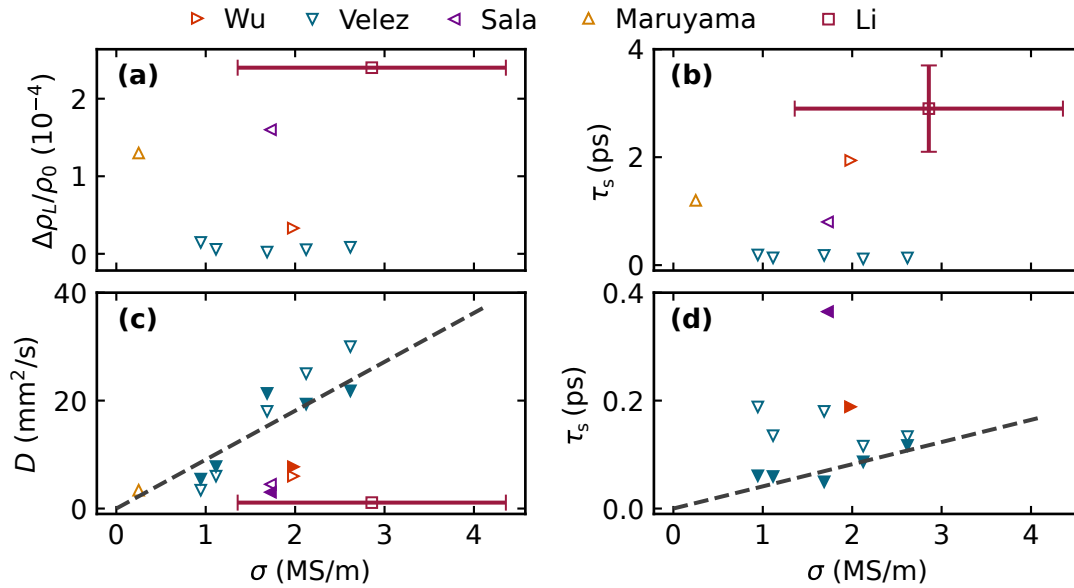 Wu Velez Sala Maruyama Li
(a) (b)
Δρ_L/ρ_0 (10^−4)
2
1
0
τ_s (ps)
4
2
0
(c) (d)
D (mm^2/s)
40
20
0
τ_s (ps)
0.4
0.2
0.0
0 1 2 3 4
0 1 2 3 4
σ (MS/m) σ (MS/m)